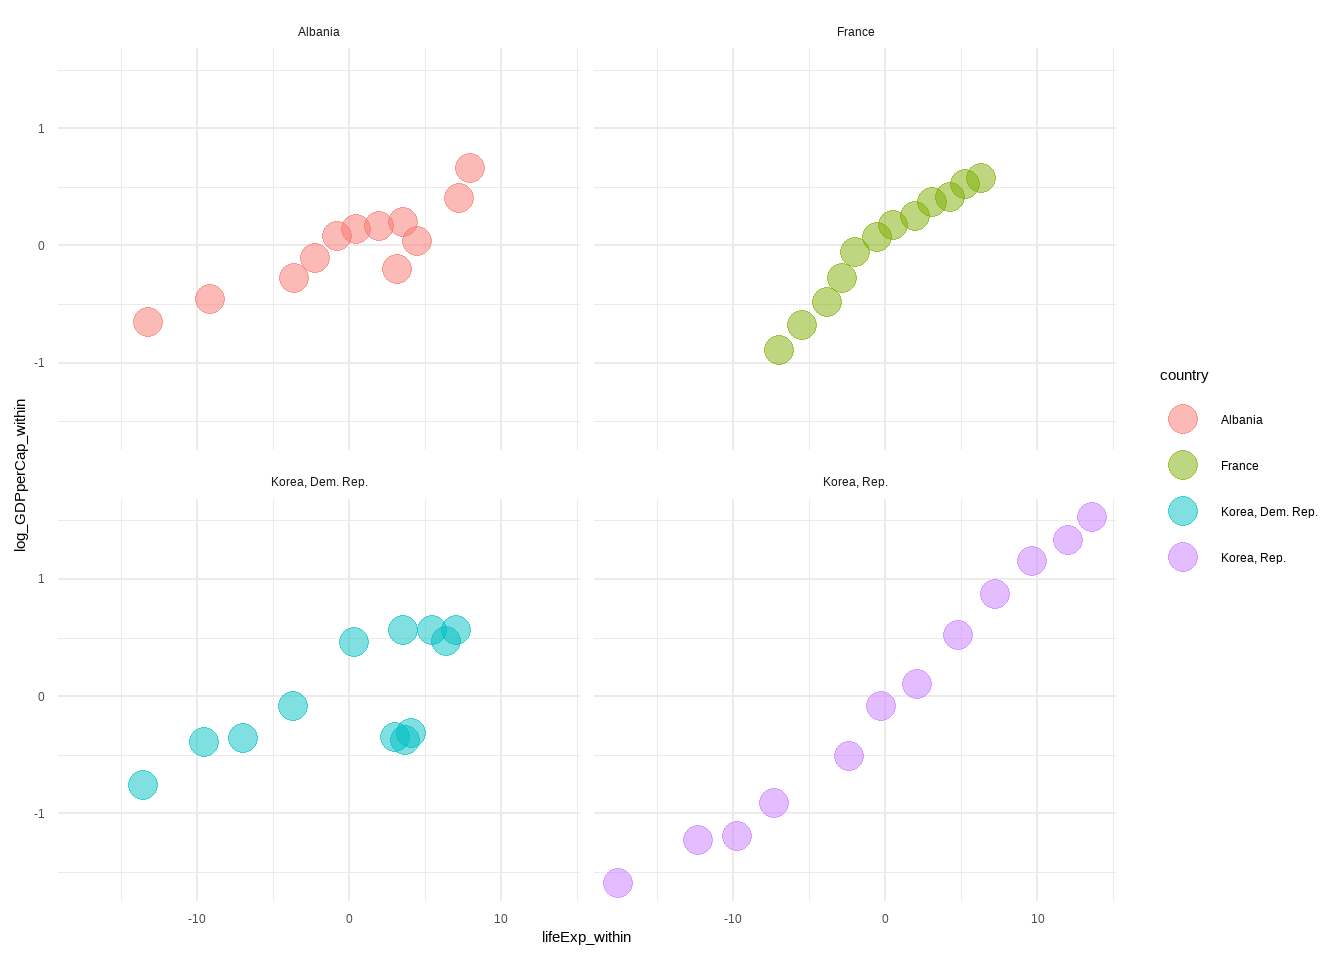 Albania
France
1
0
-1
Korea, Dem. Rep.
Korea, Rep.
1
0
-1
-10
0
10
-10
0
10
lifeExp_within
log_GDPperCap_within
country
Albania
France
Korea, Dem. Rep.
Korea, Rep.